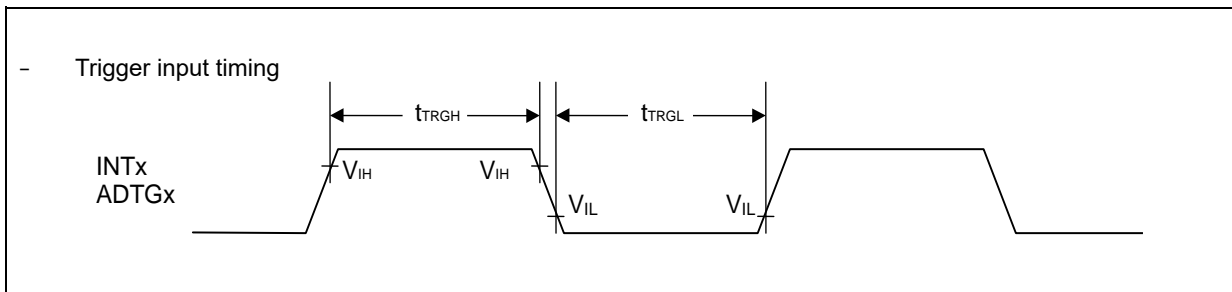 – Trigger input timing
tTRGH tTRGL
INTx
ADTGx
VIH VIH
VIL VIL